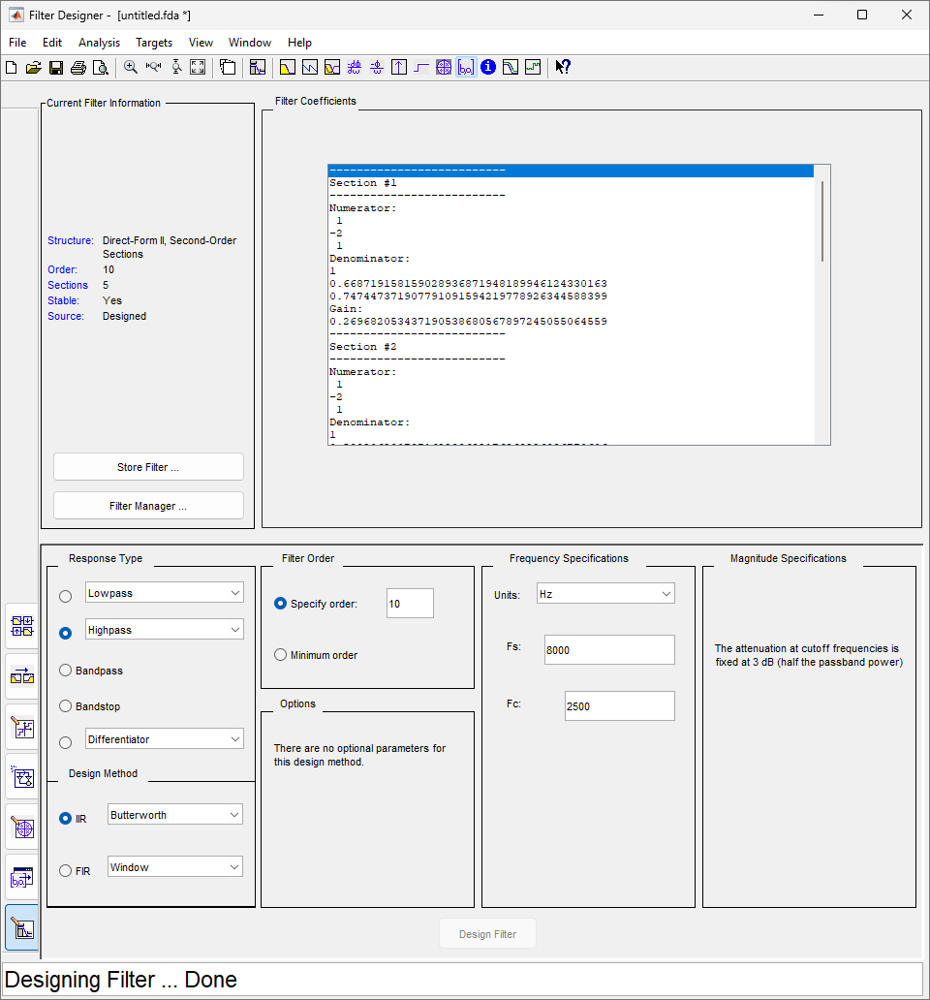 Filter Designer - [untitled.fda *]
File Edit Analysis Targets View Window Help
Current Filter Information
Structure: Direct-Form II, Second-Order
Sections
Order: 10
Sections 5
Stable: Yes
Source: Designed
Store Filter ...
Filter Manager ...
Filter Coefficients
--------------------------
Section #1
--------------------------
Numerator:
1
-2
1
Denominator:
1
0.668719158159028936871948189946124330163
0.747447371907791091594219778926344588399
Gain:
0.269682053437190538680567897245055064559
--------------------------
Section #2
--------------------------
Numerator:
1
-2
1
Denominator:
1
Response Type
Lowpass
Highpass
Bandpass
Bandstop
Differentiator
Design Method
IIR Butterworth
FIR Window
Filter Order
Specify order: 10
Minimum order
Options
There are no optional parameters for
this design method.
Frequency Specifications
Units: Hz
Fs: 8000
Fc: 2500
Magnitude Specifications
The attenuation at cutoff frequencies is
fixed at 3 dB (half the passband power)
Design Filter
Designing Filter ... Done